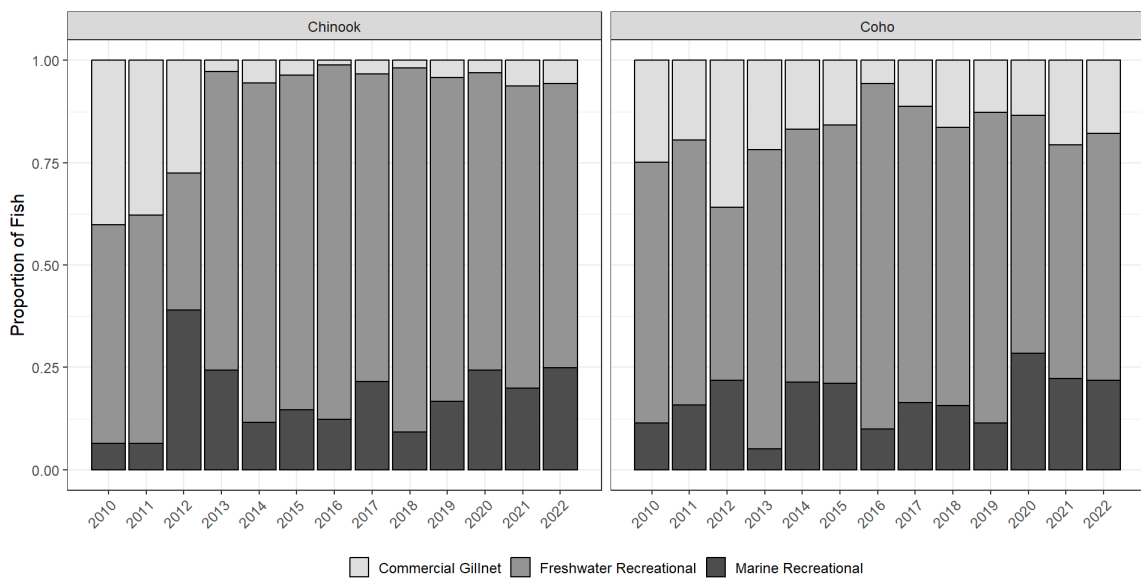 Chinook
Coho
Proportion of Fish
1.00
0.75
0.50
0.25
0.00
2010 2011 2012 2013 2014 2015 2016 2017 2018 2019 2020 2021 2022
2010 2011 2012 2013 2014 2015 2016 2017 2018 2019 2020 2021 2022
Commercial Gillnet Freshwater Recreational Marine Recreational